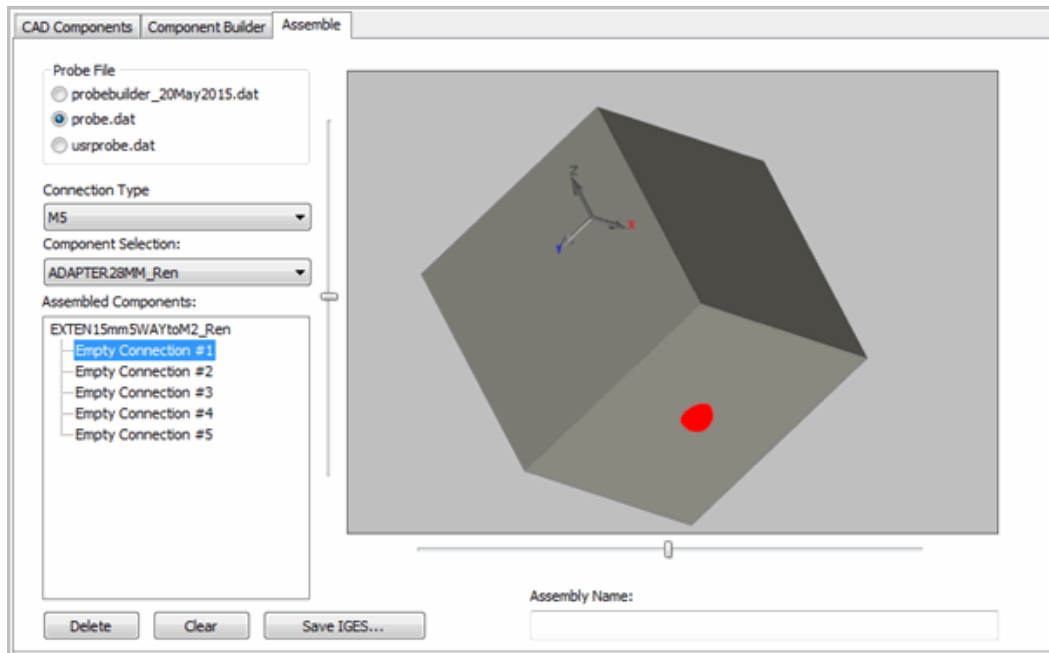 CAD Components Component Builder Assemble
Probe File
probebuilder_20May2015.dat
probe.dat
usrprobe.dat
Connection Type
M5
Component Selection:
ADAPTER28MM_Ren
Assembled Components:
EXTEN15mm5WAYtoM2_Ren
Empty Connection #1
Empty Connection #2
Empty Connection #3
Empty Connection #4
Empty Connection #5
Z
X
Y
Assembly Name:
Delete Clear Save IGES...